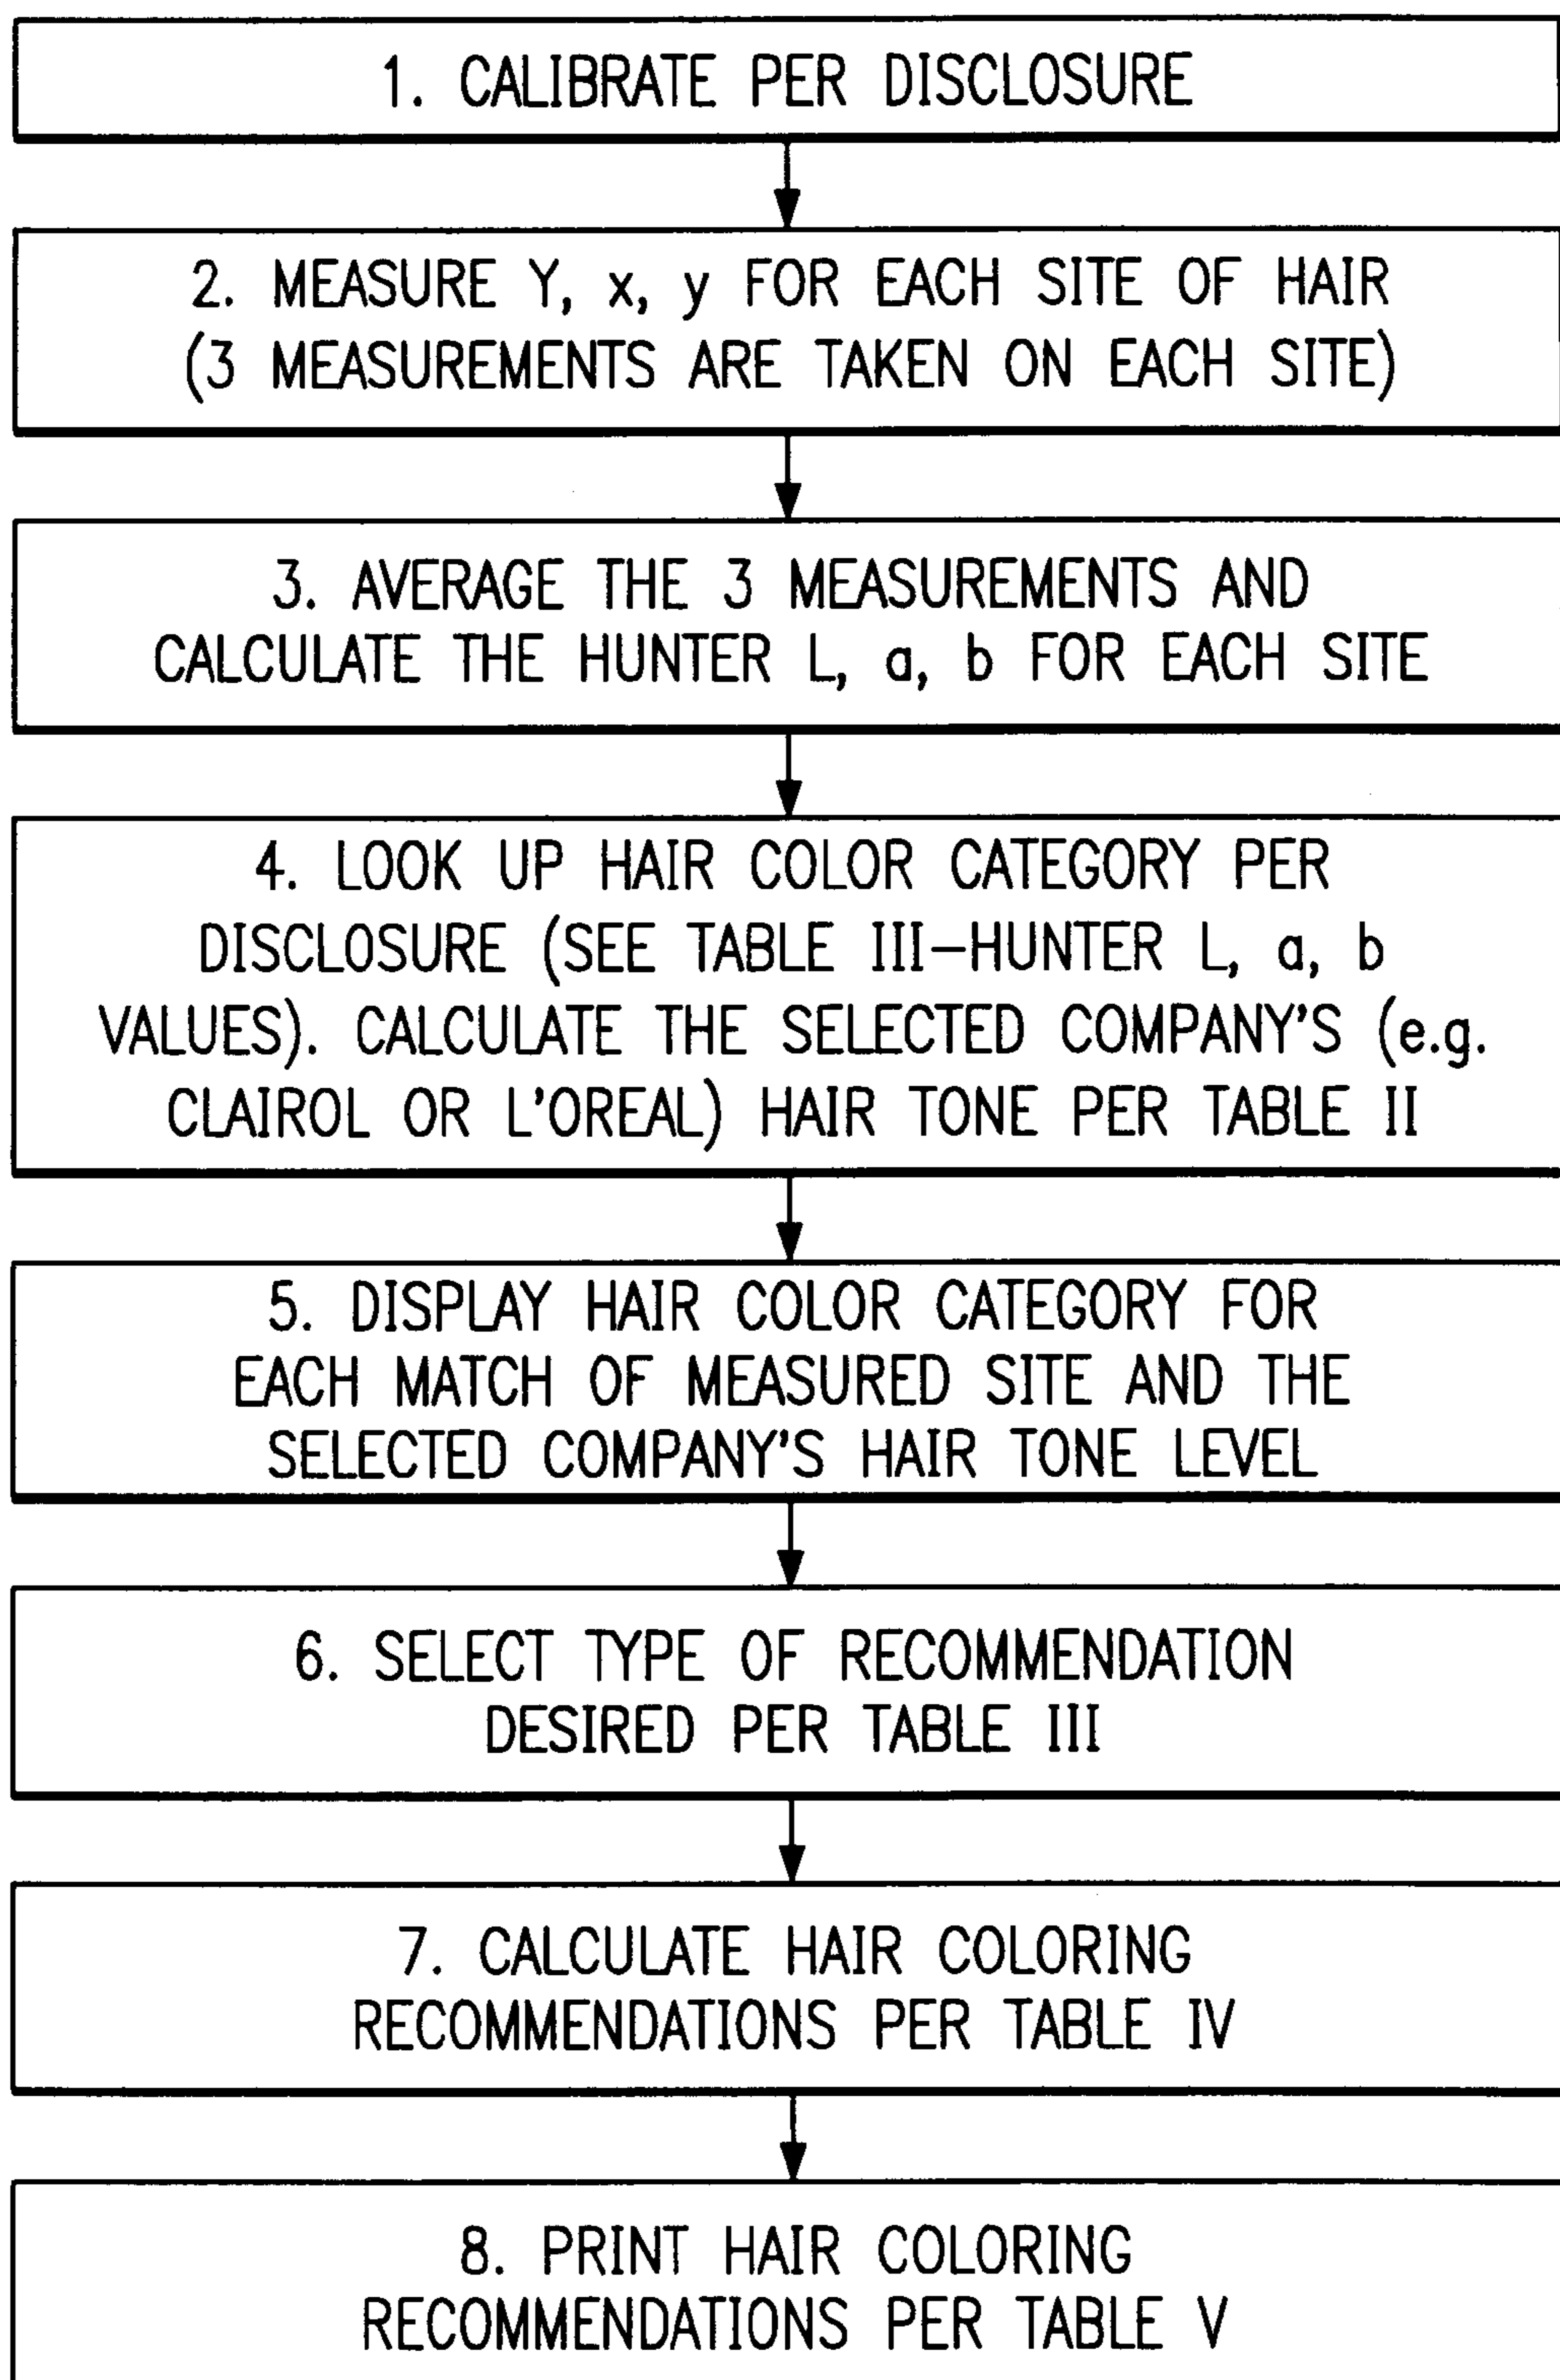 1. CALIBRATE PER DISCLOSURE
2. MEASURE Y, x, y FOR EACH SITE OF HAIR
(3 MEASUREMENTS ARE TAKEN ON EACH SITE)
3. AVERAGE THE 3 MEASUREMENTS AND
CALCULATE THE HUNTER L, a, b FOR EACH SITE
4. LOOK UP HAIR COLOR CATEGORY PER
DISCLOSURE (SEE TABLE III-HUNTER L, a, b
VALUES). CALCULATE THE SELECTED COMPANY'S (e.g.
CLAIROL OR L'OREAL) HAIR TONE PER TABLE II
5. DISPLAY HAIR COLOR CATEGORY FOR
EACH MATCH OF MEASURED SITE AND THE
SELECTED COMPANY'S HAIR TONE LEVEL
6. SELECT TYPE OF RECOMMENDATION
DESIRED PER TABLE III
7. CALCULATE HAIR COLORING
RECOMMENDATIONS PER TABLE IV
8. PRINT HAIR COLORING
RECOMMENDATIONS PER TABLE V